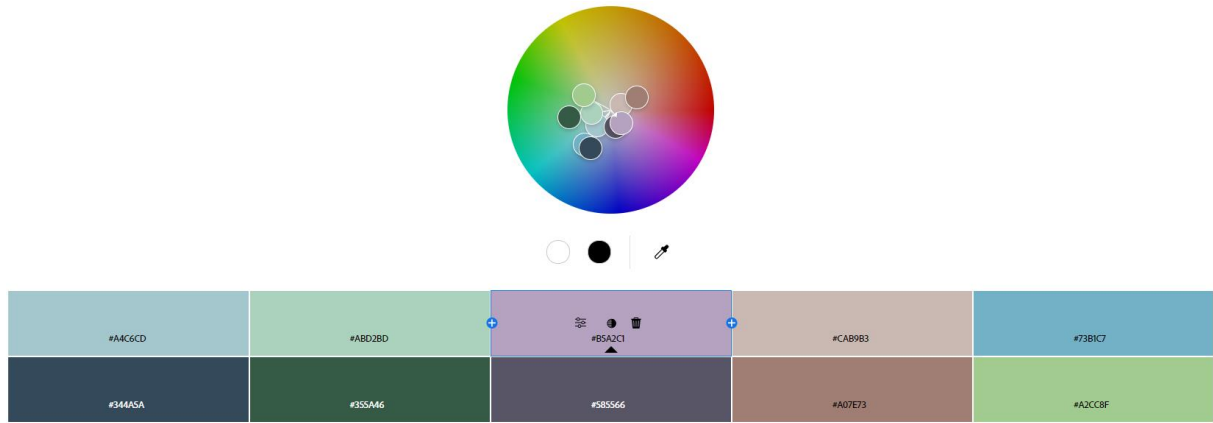 #A4C6CD
#ABD2BD
#B5A2C1
#CAB9B3
#73B1C7
#344A5A
#355A46
#585566
#A07E73
#A2CC8F